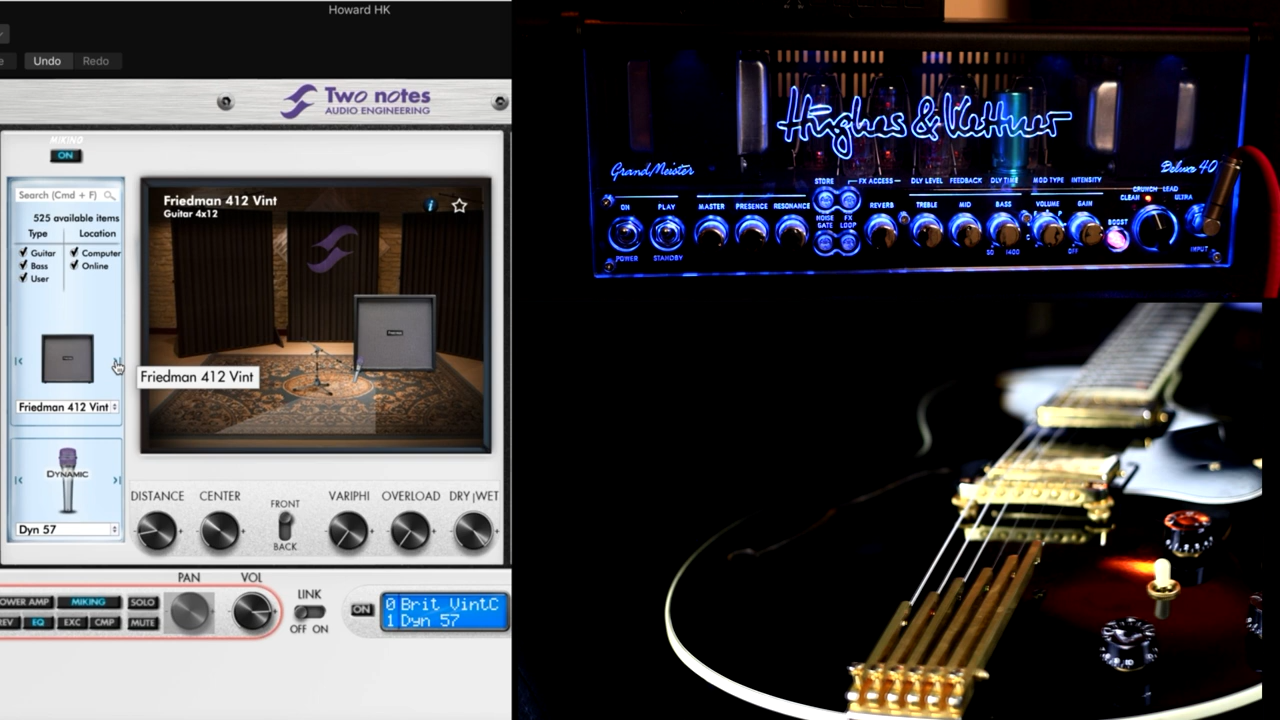 Howard HK
Undo
Redo
Two notes
AUDIO ENGINEERING
MIKING
ON
Search (Cmd + F)
525 available items
Type
Location
Guitar
Computer
Bass
Online
User
Friedman 412 Vint
Guitar 4x12
i
Friedman 412 Vint
Friedman 412 Vint
DYNAMIC
Dyn 57
DISTANCE
CENTER
FRONT
BACK
VARIPHI
OVERLOAD
DRY|WET
PAN
VOL
LINK
OFF ON
MIKING
SOLO
EQ
EXC
CMP
MUTE
ON
0 Brit VintC
1 Dyn 57
Hughes & Kettner
GrandMeister
Deluxe 40
STORE
FX ACCESS
DLY LEVEL
FEEDBACK
DLY TIME
MOD TYPE
INTENSITY
ON
PLAY
MASTER
PRESENCE
RESONANCE
NOISE GATE
FX LOOP
REVERB
TREBLE
MID
BASS
VOLUME
GAIN
BOOST
CLEAN
CRUNCH
LEAD
ULTRA
POWER
STANDBY
50
1400
OFF
INPUT